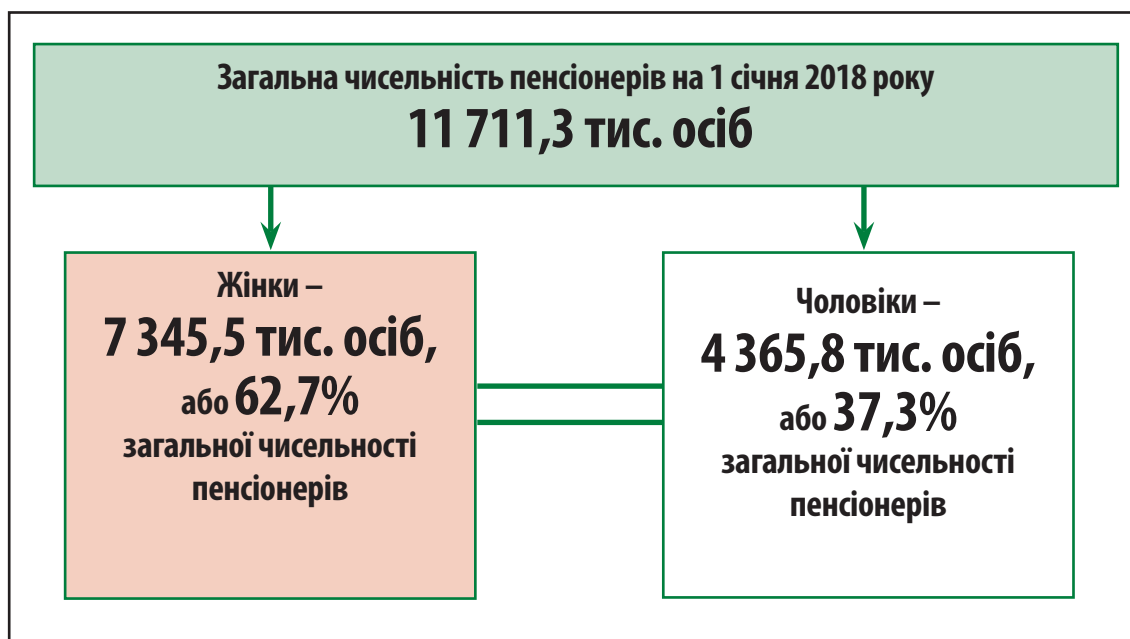 Загальна чисельність пенсіонерів на 1 січня 2018 року
11 711,3 тис. осіб
Жінки –
7 345,5 тис. осіб,
або 62,7%
загальної чисельності
пенсіонерів
Чоловіки –
4 365,8 тис. осіб,
або 37,3%
загальної чисельності
пенсіонерів